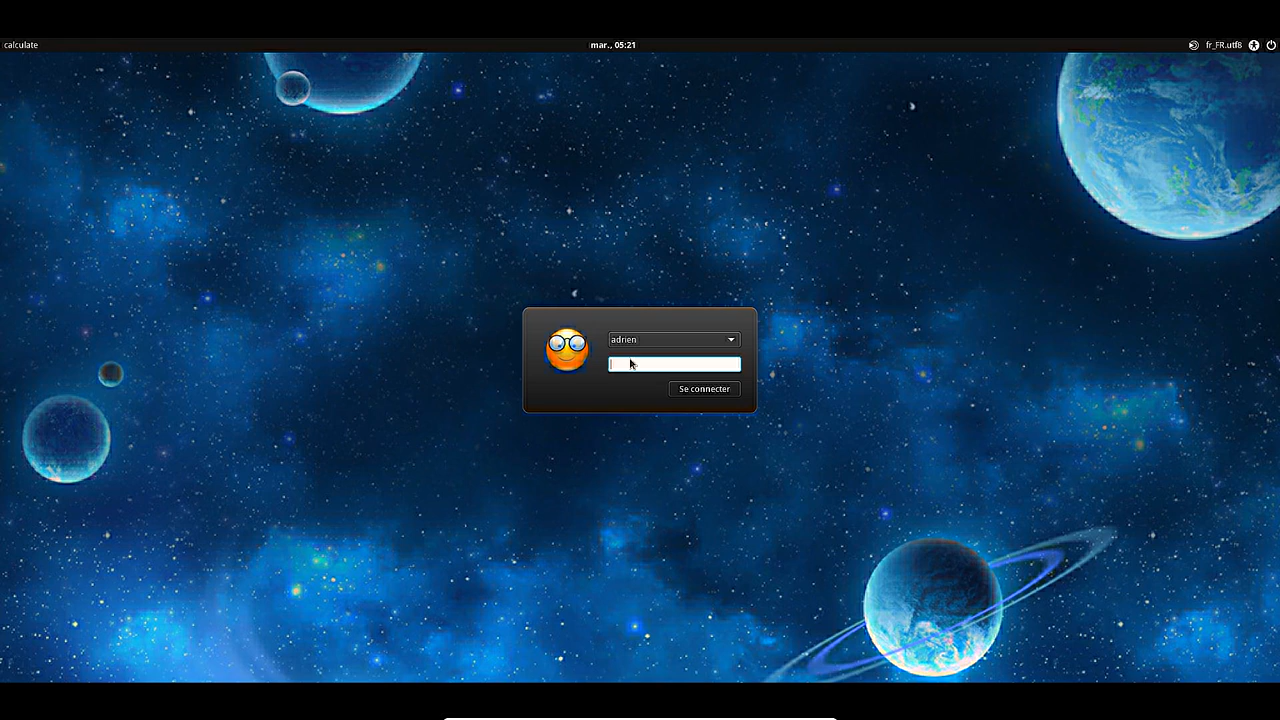 calculate
mar., 05:21
fr_FR.utf8
adrien
Se connecter